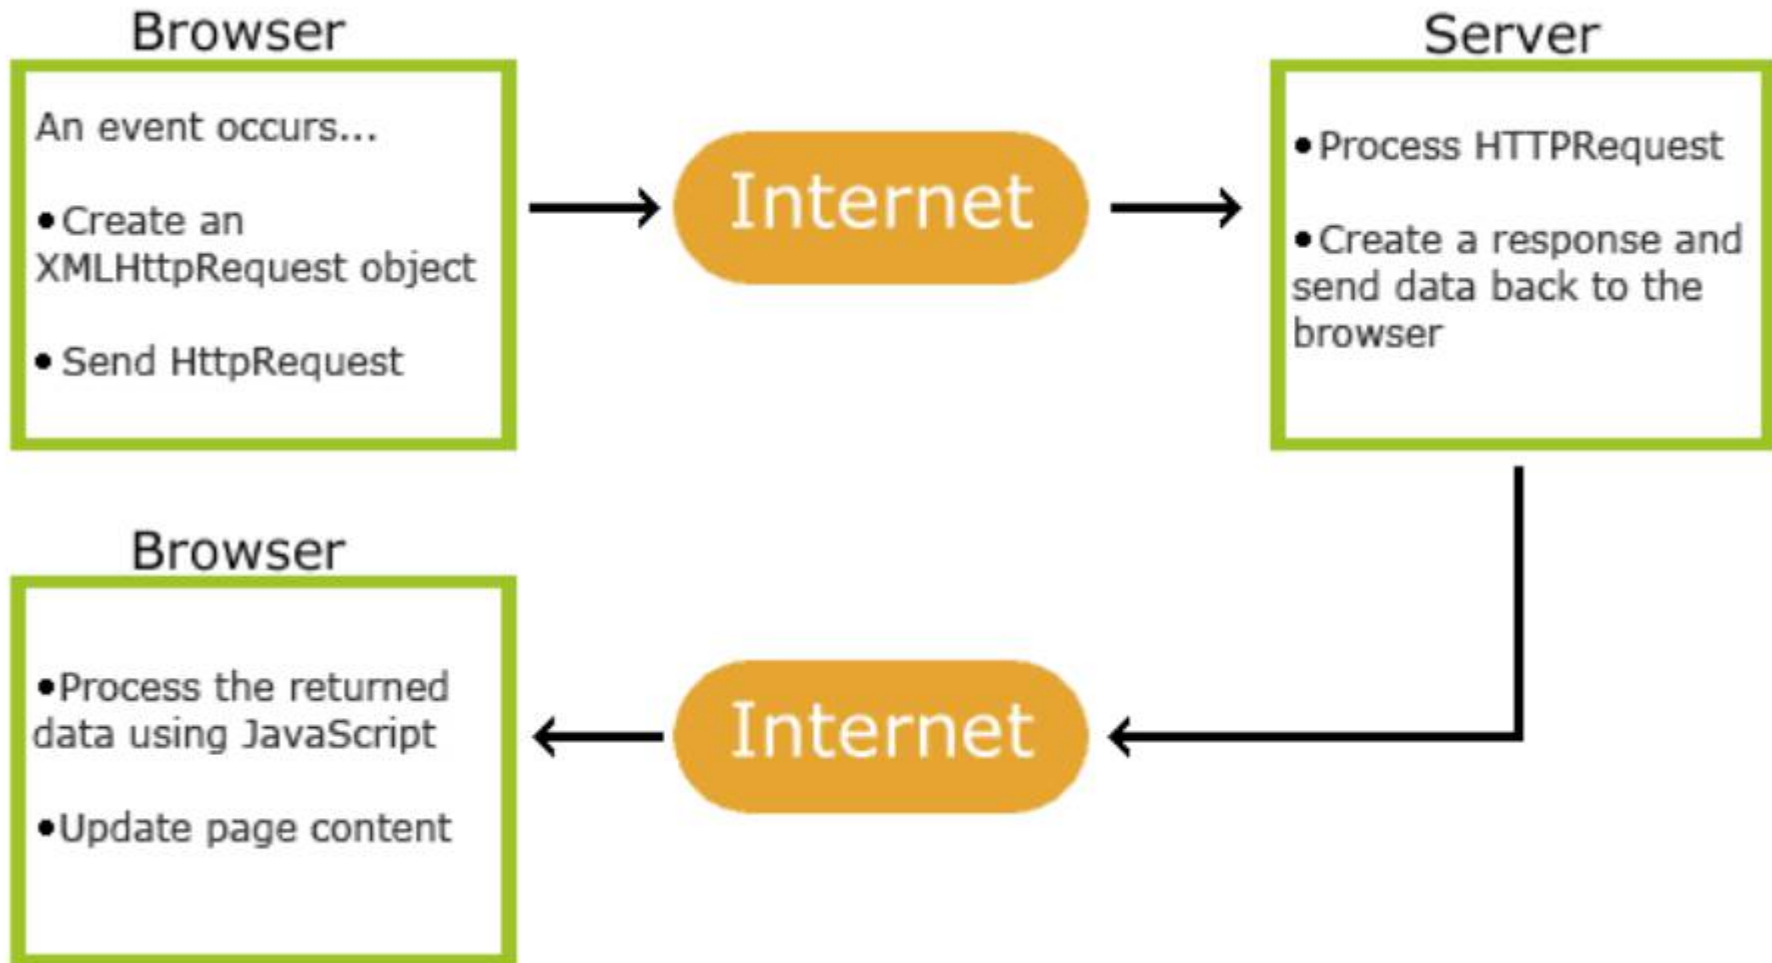 Browser
An event occurs...
●Create an
XMLHttpRequest object
● Send HttpRequest
Internet
Server
●Process HTTPRequest
●Create a response and
send data back to the
browser
Browser
●Process the returned
data using JavaScript
●Update page content
Internet